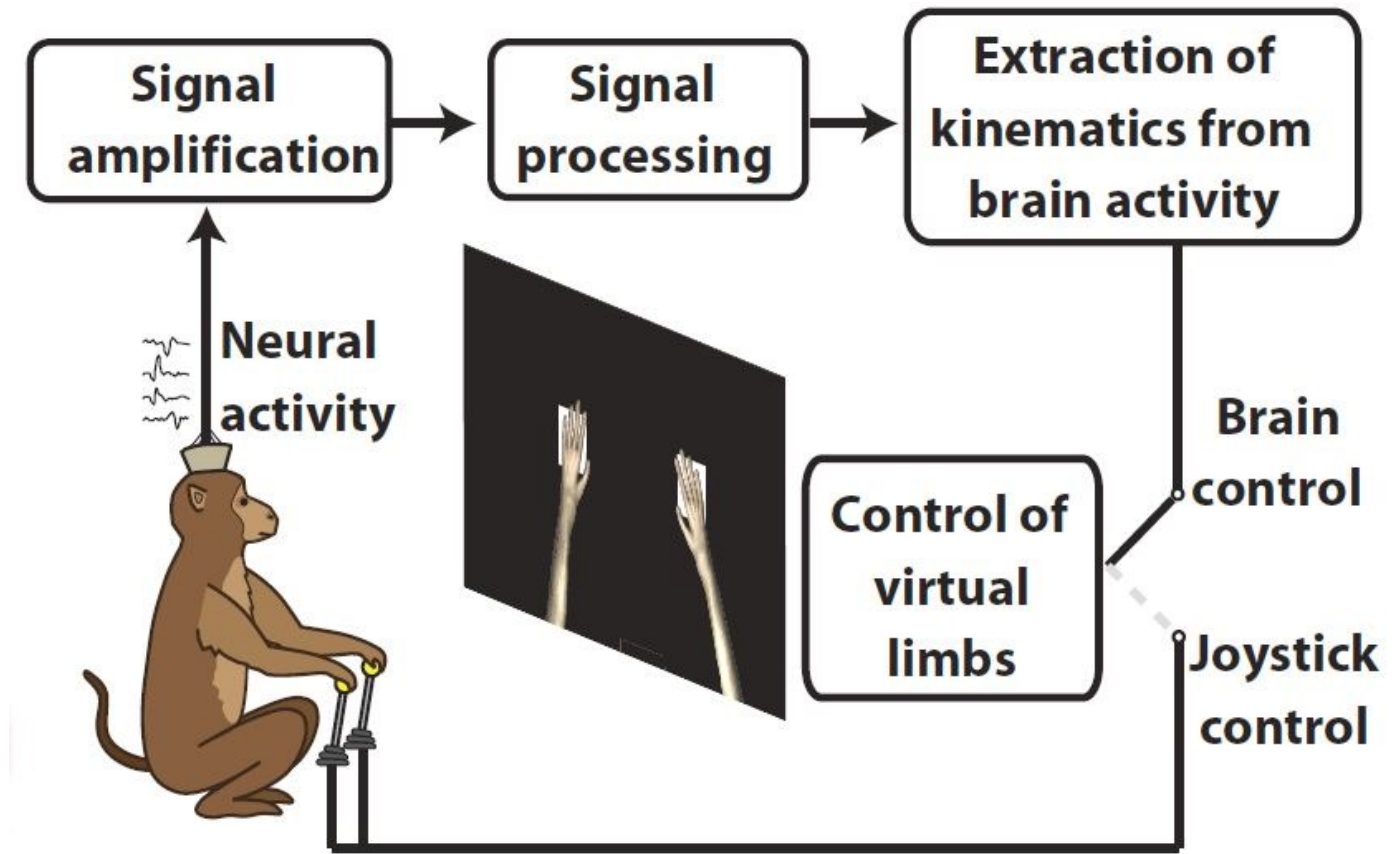 Signal
amplification
Signal
processing
Extraction of
kinematics from
brain activity
Neural
activity
Brain
control
Control of
virtual
limbs
Joystick
control